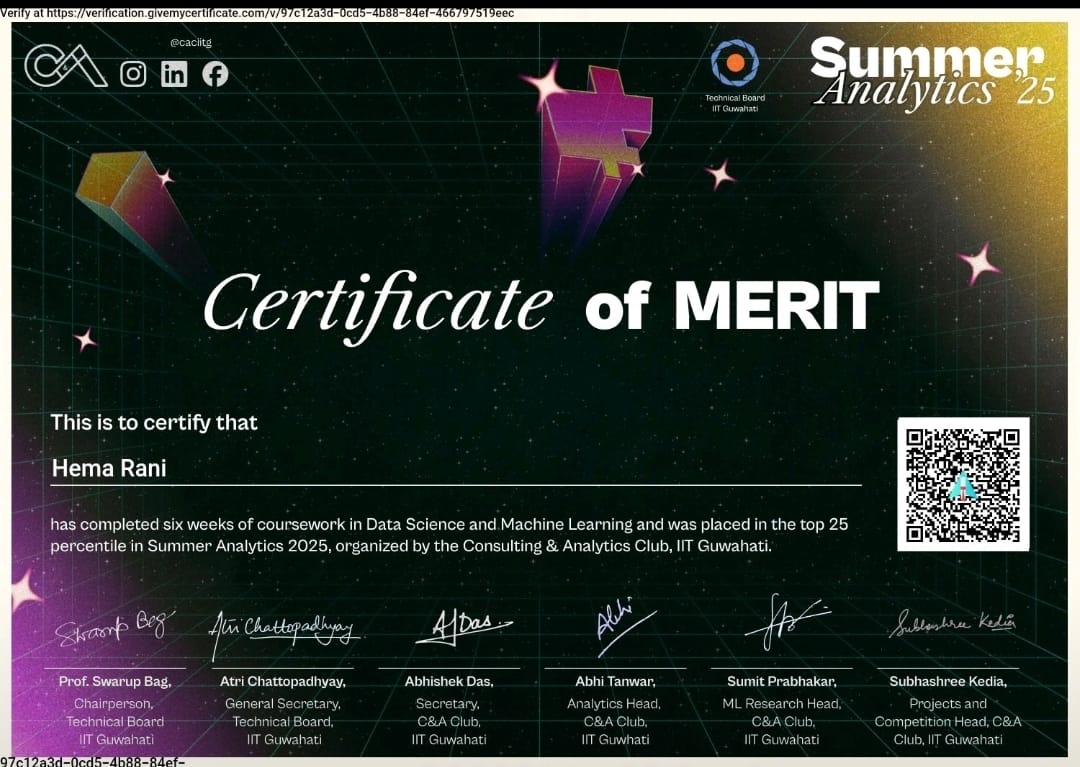 Verify at https://verification.givemycertificate.com/v/97c12a3d-0cd5-4b88-84ef-466797519eec
@caciitg
C&A
Technical Board
IIT Guwahati
Summer
Analytics '25
Certificate of MERIT
This is to certify that
Hema Rani
has completed six weeks of coursework in Data Science and Machine Learning and was placed in the top 25
percentile in Summer Analytics 2025, organized by the Consulting & Analytics Club, IIT Guwahati.
Swarup Bag
Atri Chattopadhyay
A Das
Abhi
Subhashree Kedia
Prof. Swarup Bag,
Chairperson,
Technical Board
IIT Guwahati
Atri Chattopadhyay,
General Secretary,
Technical Board,
IIT Guwahati
Abhishek Das,
Secretary,
C&A Club,
IIT Guwahati
Abhi Tanwar,
Analytics Head,
C&A Club,
IIT Guwhati
Sumit Prabhakar,
ML Research Head,
C&A Club,
IIT Guwahati
Subhashree Kedia,
Projects and
Competition Head, C&A
Club, IIT Guwahati
97c12a3d-0cd5-4b88-84ef-